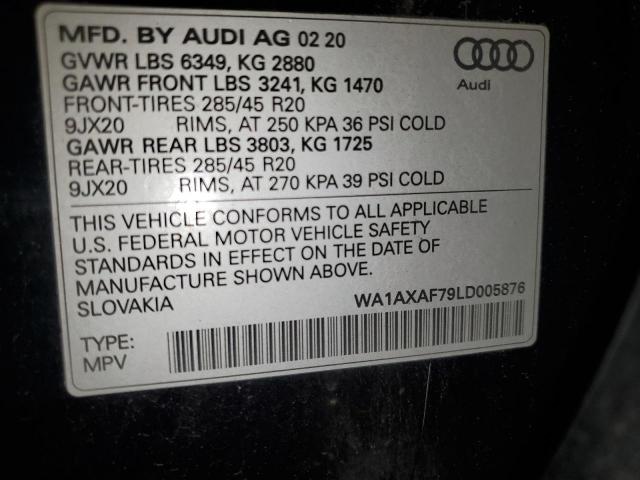 MFD. BY AUDI AG 02 20
GVWR LBS 6349, KG 2880
GAWR FRONT LBS 3241, KG 1470
FRONT-TIRES 285/45 R20
9JX20 RIMS, AT 250 KPA 36 PSI COLD
GAWR REAR LBS 3803, KG 1725
REAR-TIRES 285/45 R20
9JX20 RIMS, AT 270 KPA 39 PSI COLD
Audi
THIS VEHICLE CONFORMS TO ALL APPLICABLE
U.S. FEDERAL MOTOR VEHICLE SAFETY
STANDARDS IN EFFECT ON THE DATE OF
MANUFACTURE SHOWN ABOVE.
SLOVAKIA WA1AXAF79LD005876
TYPE:
MPV